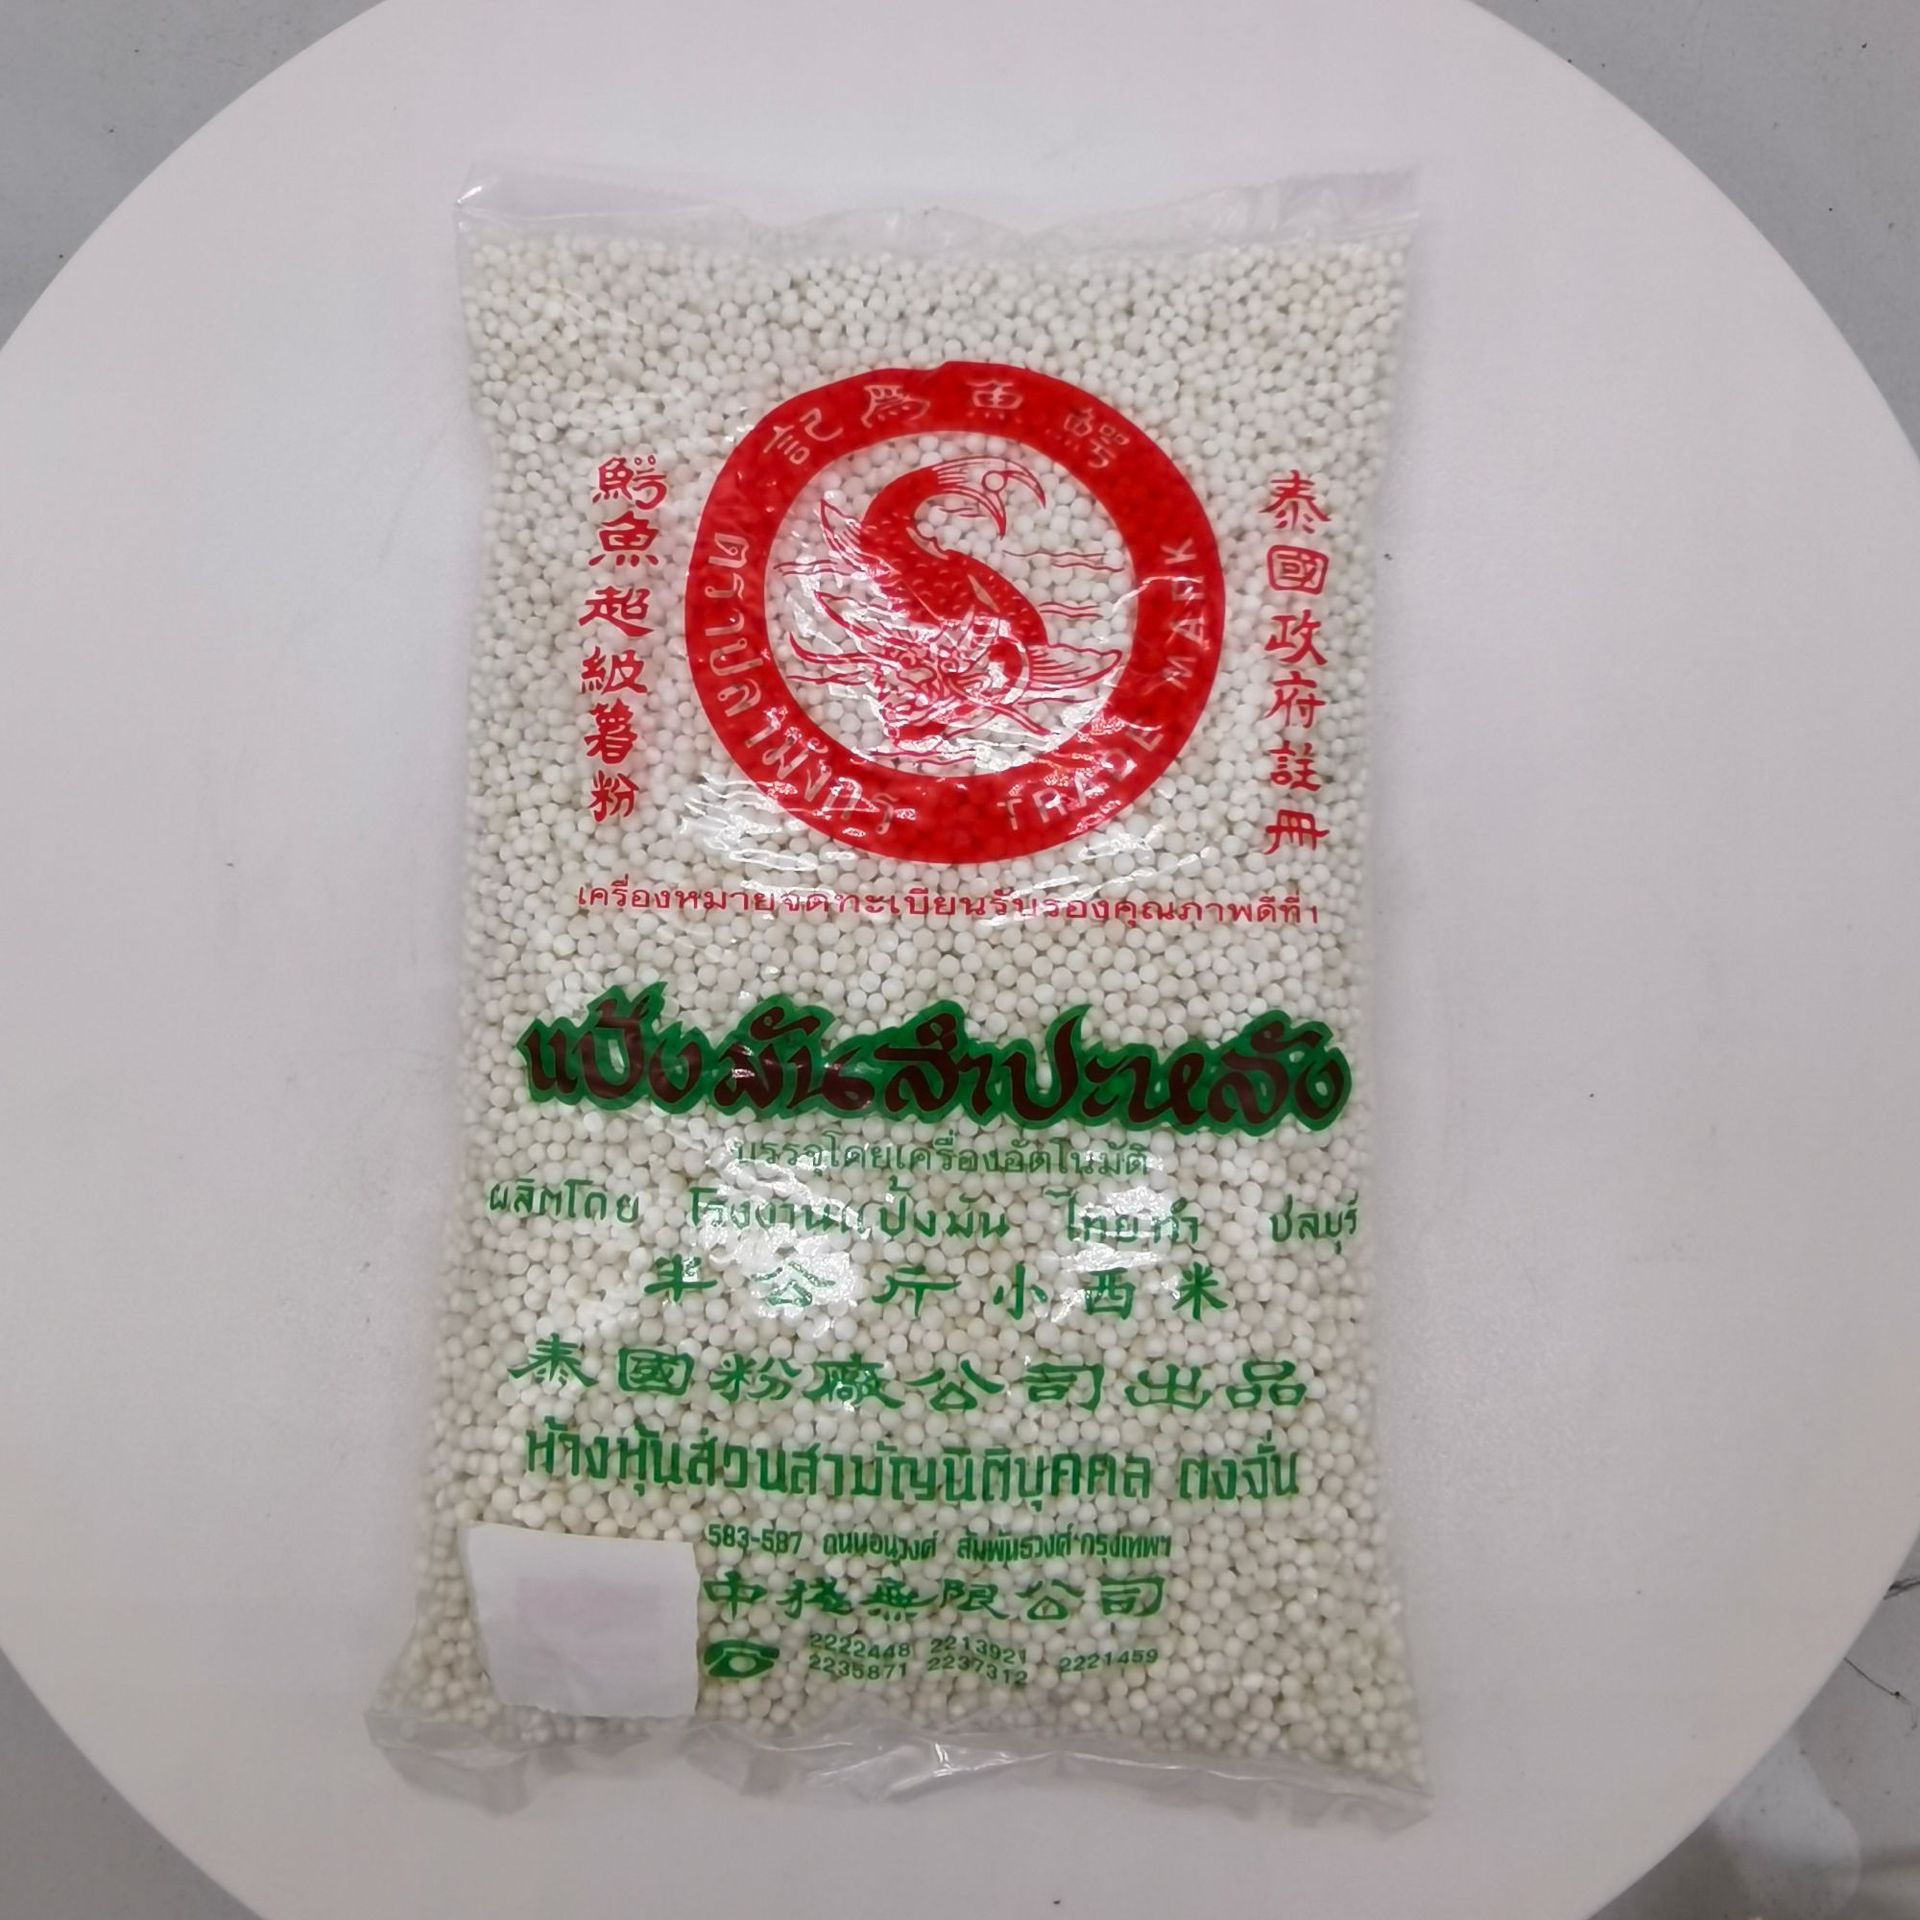 記為魚鱷
ตราปลามังกร TRADE MARK
鰐魚超級薯粉
泰國政府註冊
เครื่องหมายจดทะเบียนรับรองคุณภาพดีที่1
แป้งมันสำปะหลัง
บรรจุโดยเครื่องอัตโนมัติ
ผลิตโดย โรงงานแป้งมัน ไทยทำ ชลบุรี
半公斤小西米
泰國粉廠公司出品
ห้างหุ้นส่วนสามัญนิติบุคคล ตงจั่น
583-587 ถนนอนุวงศ์ สัมพันธวงศ์ กรุงเทพฯ
中棧無限公司
2222448 2213921 2221459
2235871 2237312